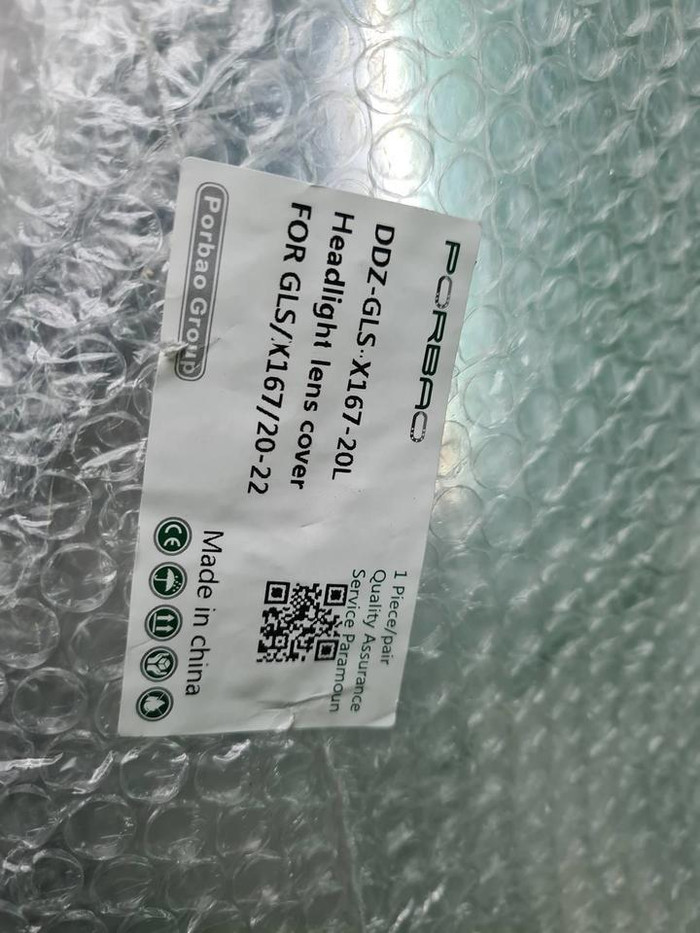 PORBAO
1 Piece/pair
Quality Assurance
Service Paramoun
DDZ-GLS-X167-20L
Headlight lens cover
FOR GLS/X167/20-22
Made in china
Porbao Group
CE